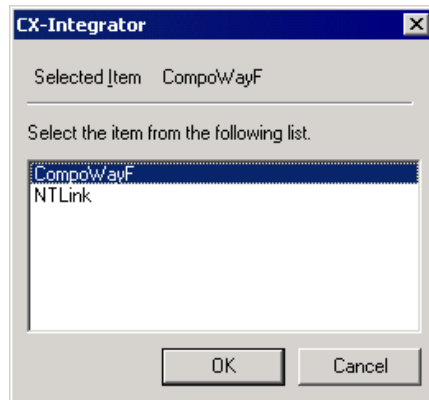 CX-Integrator
Selected Item CompoWayF
Select the item from the following list.
CompoWayF
NTLink
OK Cancel